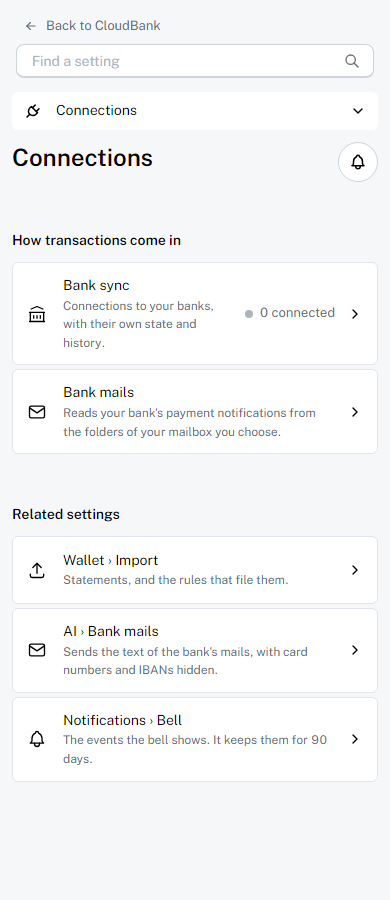 Back to CloudBank
Find a setting
Connections
Connections
How transactions come in
Bank sync
Connections to your banks,
with their own state and
history.
0 connected
Bank mails
Reads your bank's payment notifications from
the folders of your mailbox you choose.
Related settings
Wallet › Import
Statements, and the rules that file them.
AI › Bank mails
Sends the text of the bank's mails, with card
numbers and IBANs hidden.
Notifications › Bell
The events the bell shows. It keeps them for 90
days.